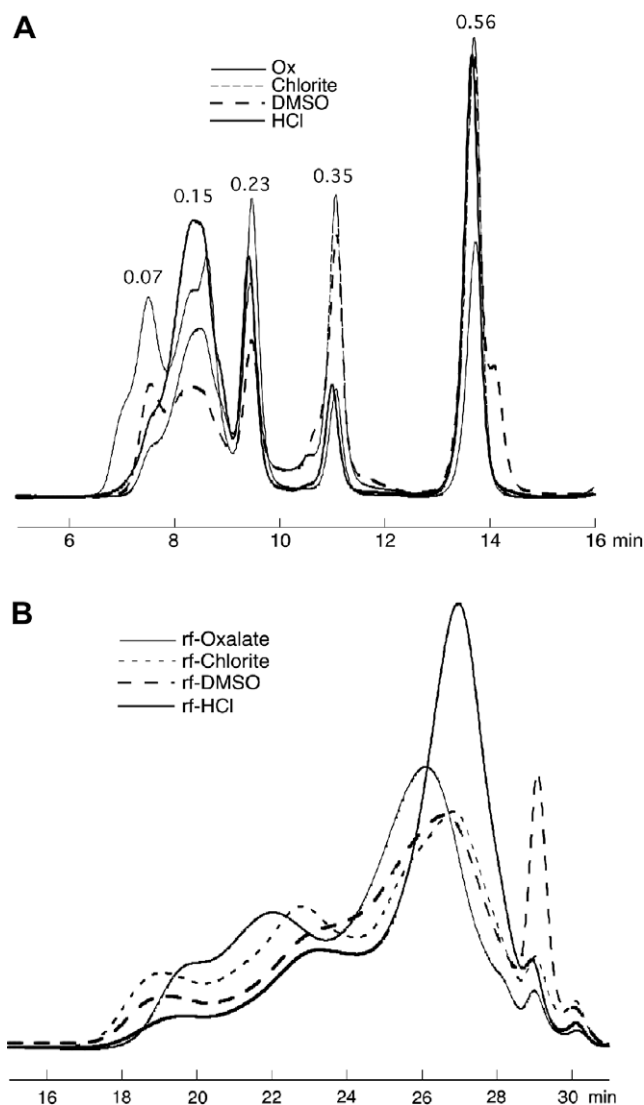 A
0.56
Ox
Chlorite
DMSO
HCl
0.15
0.23
0.35
0.07
6 8 10 12 14 16 min
B
rf-Oxalate
rf-Chlorite
rf-DMSO
rf-HCl
16 18 20 22 24 26 28 30 min